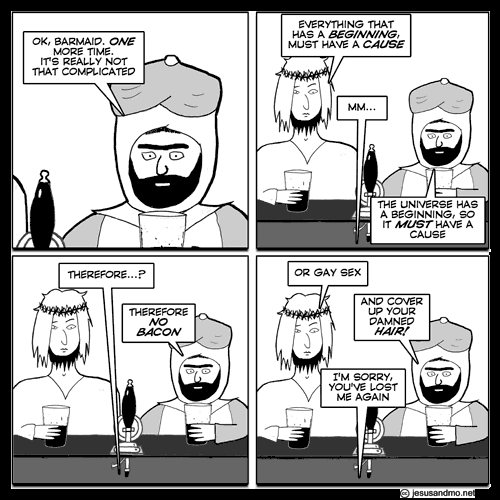 OK, BARMAID. ONE
MORE TIME.
IT'S REALLY NOT
THAT COMPLICATED
EVERYTHING THAT
HAS A BEGINNING,
MUST HAVE A CAUSE
MM...
THE UNIVERSE HAS
A BEGINNING, SO
IT MUST HAVE A
CAUSE
THEREFORE...?
THEREFORE
NO
BACON
OR GAY SEX
AND COVER
UP YOUR
DAMNED
HAIR!
I'M SORRY,
YOU'VE LOST
ME AGAIN
cc jesusandmo.net